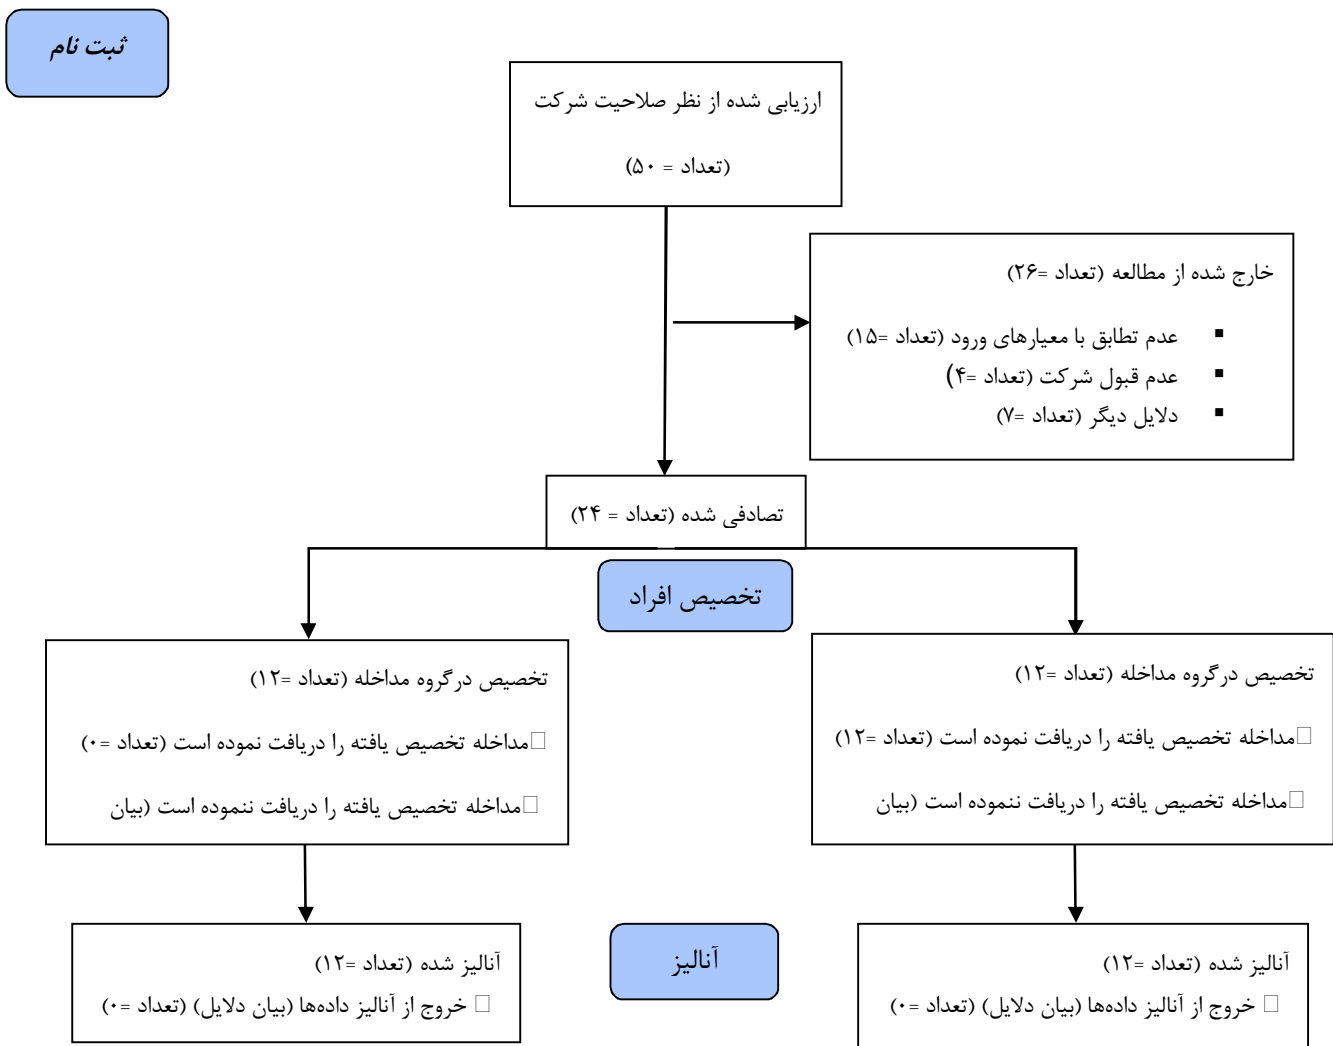 ثبت نام
ارزیابی شده از نظر صلاحیت شرکت
(تعداد = ۵۰)
خارج شده از مطالعه (تعداد =۲۶)
▪ عدم تطابق با معیارهای ورود (تعداد =۱۵)
▪ عدم قبول شرکت (تعداد =۴)
▪ دلایل دیگر (تعداد =۷)
تصادفی شده (تعداد = ۲۴)
تخصیص افراد
تخصیص درگروه مداخله (تعداد =۱۲)
□مداخله تخصیص یافته را دریافت نموده است (تعداد =۱۲)
□مداخله تخصیص یافته را دریافت ننموده است (بیان
تخصیص درگروه مداخله (تعداد =۱۲)
□مداخله تخصیص یافته را دریافت نموده است (تعداد =۰)
□مداخله تخصیص یافته را دریافت ننموده است (بیان
آنالیز
آنالیز شده (تعداد =۱۲)
□ خروج از آنالیز داده‌ها (بیان دلایل) (تعداد =۰)
آنالیز شده (تعداد =۱۲)
□ خروج از آنالیز داده‌ها (بیان دلایل) (تعداد =۰)